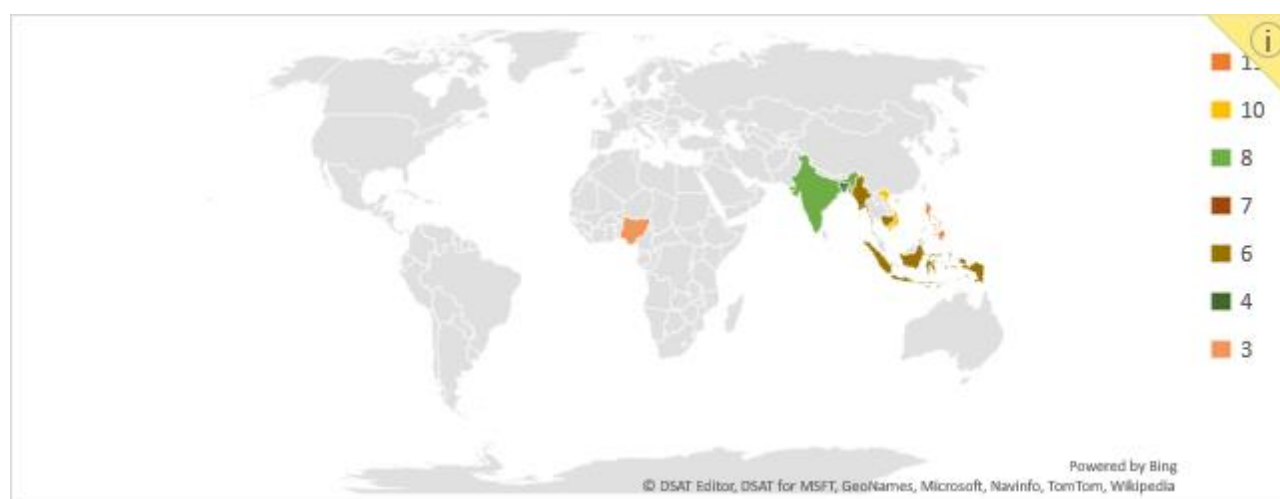 i
10
8
7
6
4
3
Powered by Bing
© DSAT Editor, DSAT for MSFT, GeoNames, Microsoft, Navinfo, TomTom, Wikipedia